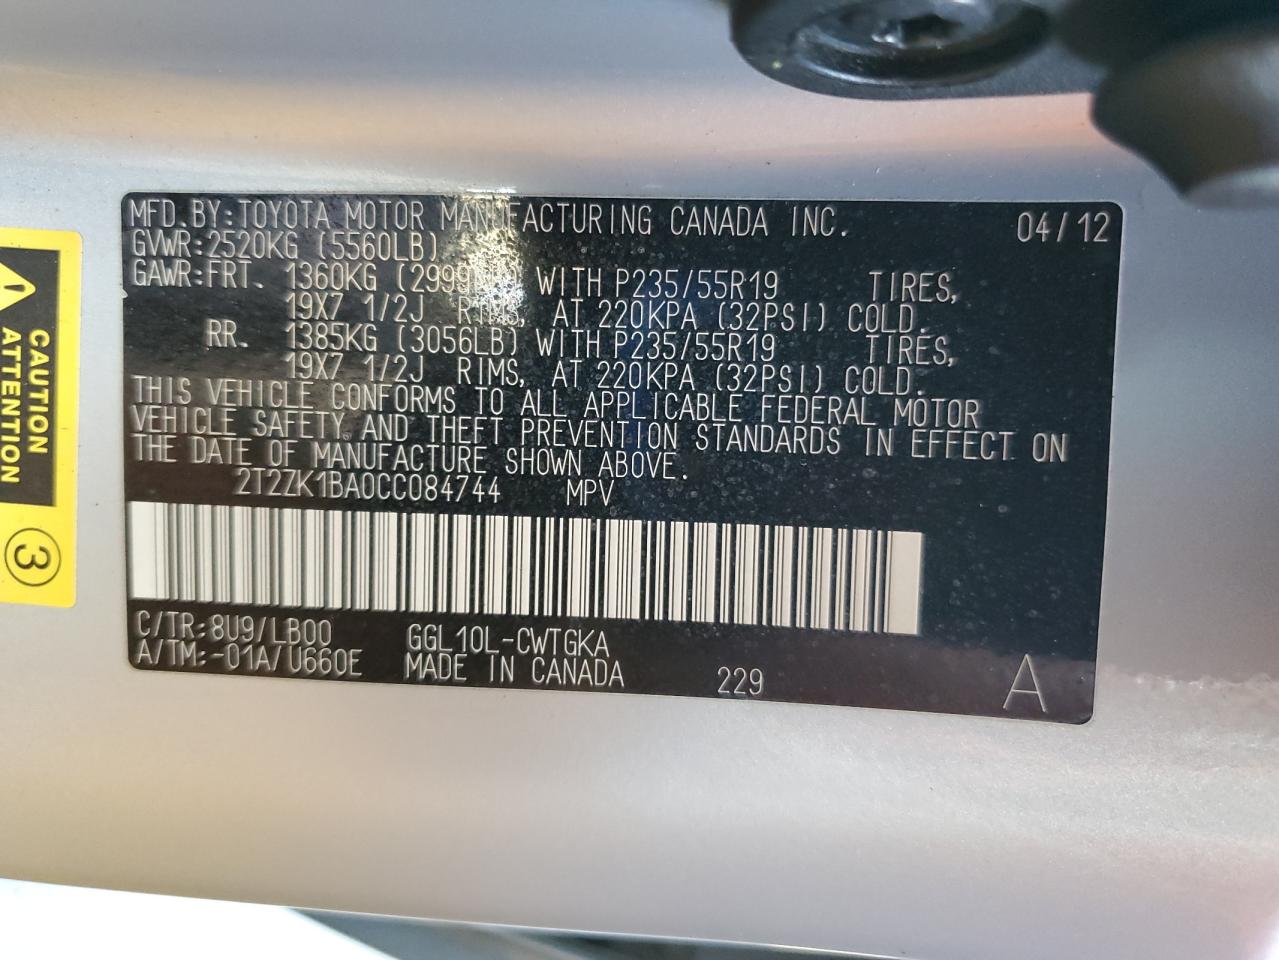 MFD.BY:TOYOTA MOTOR MANUFACTURING CANADA INC. 04/12
GVWR:2520KG (5560LB)
GAWR:FRT. 1360KG (2999LB) WITH P235/55R19 TIRES,
19X7 1/2J RIMS, AT 220KPA (32PSI) COLD.
RR. 1385KG (3056LB) WITH P235/55R19 TIRES,
19X7 1/2J RIMS, AT 220KPA (32PSI) COLD.
THIS VEHICLE CONFORMS TO ALL APPLICABLE FEDERAL MOTOR
VEHICLE SAFETY AND THEFT PREVENTION STANDARDS IN EFFECT ON
THE DATE OF MANUFACTURE SHOWN ABOVE.
2T2ZK1BA0CC084744 MPV
C/TR:8U9/LB00 GGL10L-CWTGKA
A/TM:-01A/U660E MADE IN CANADA 229 A
CAUTION
ATTENTION
3